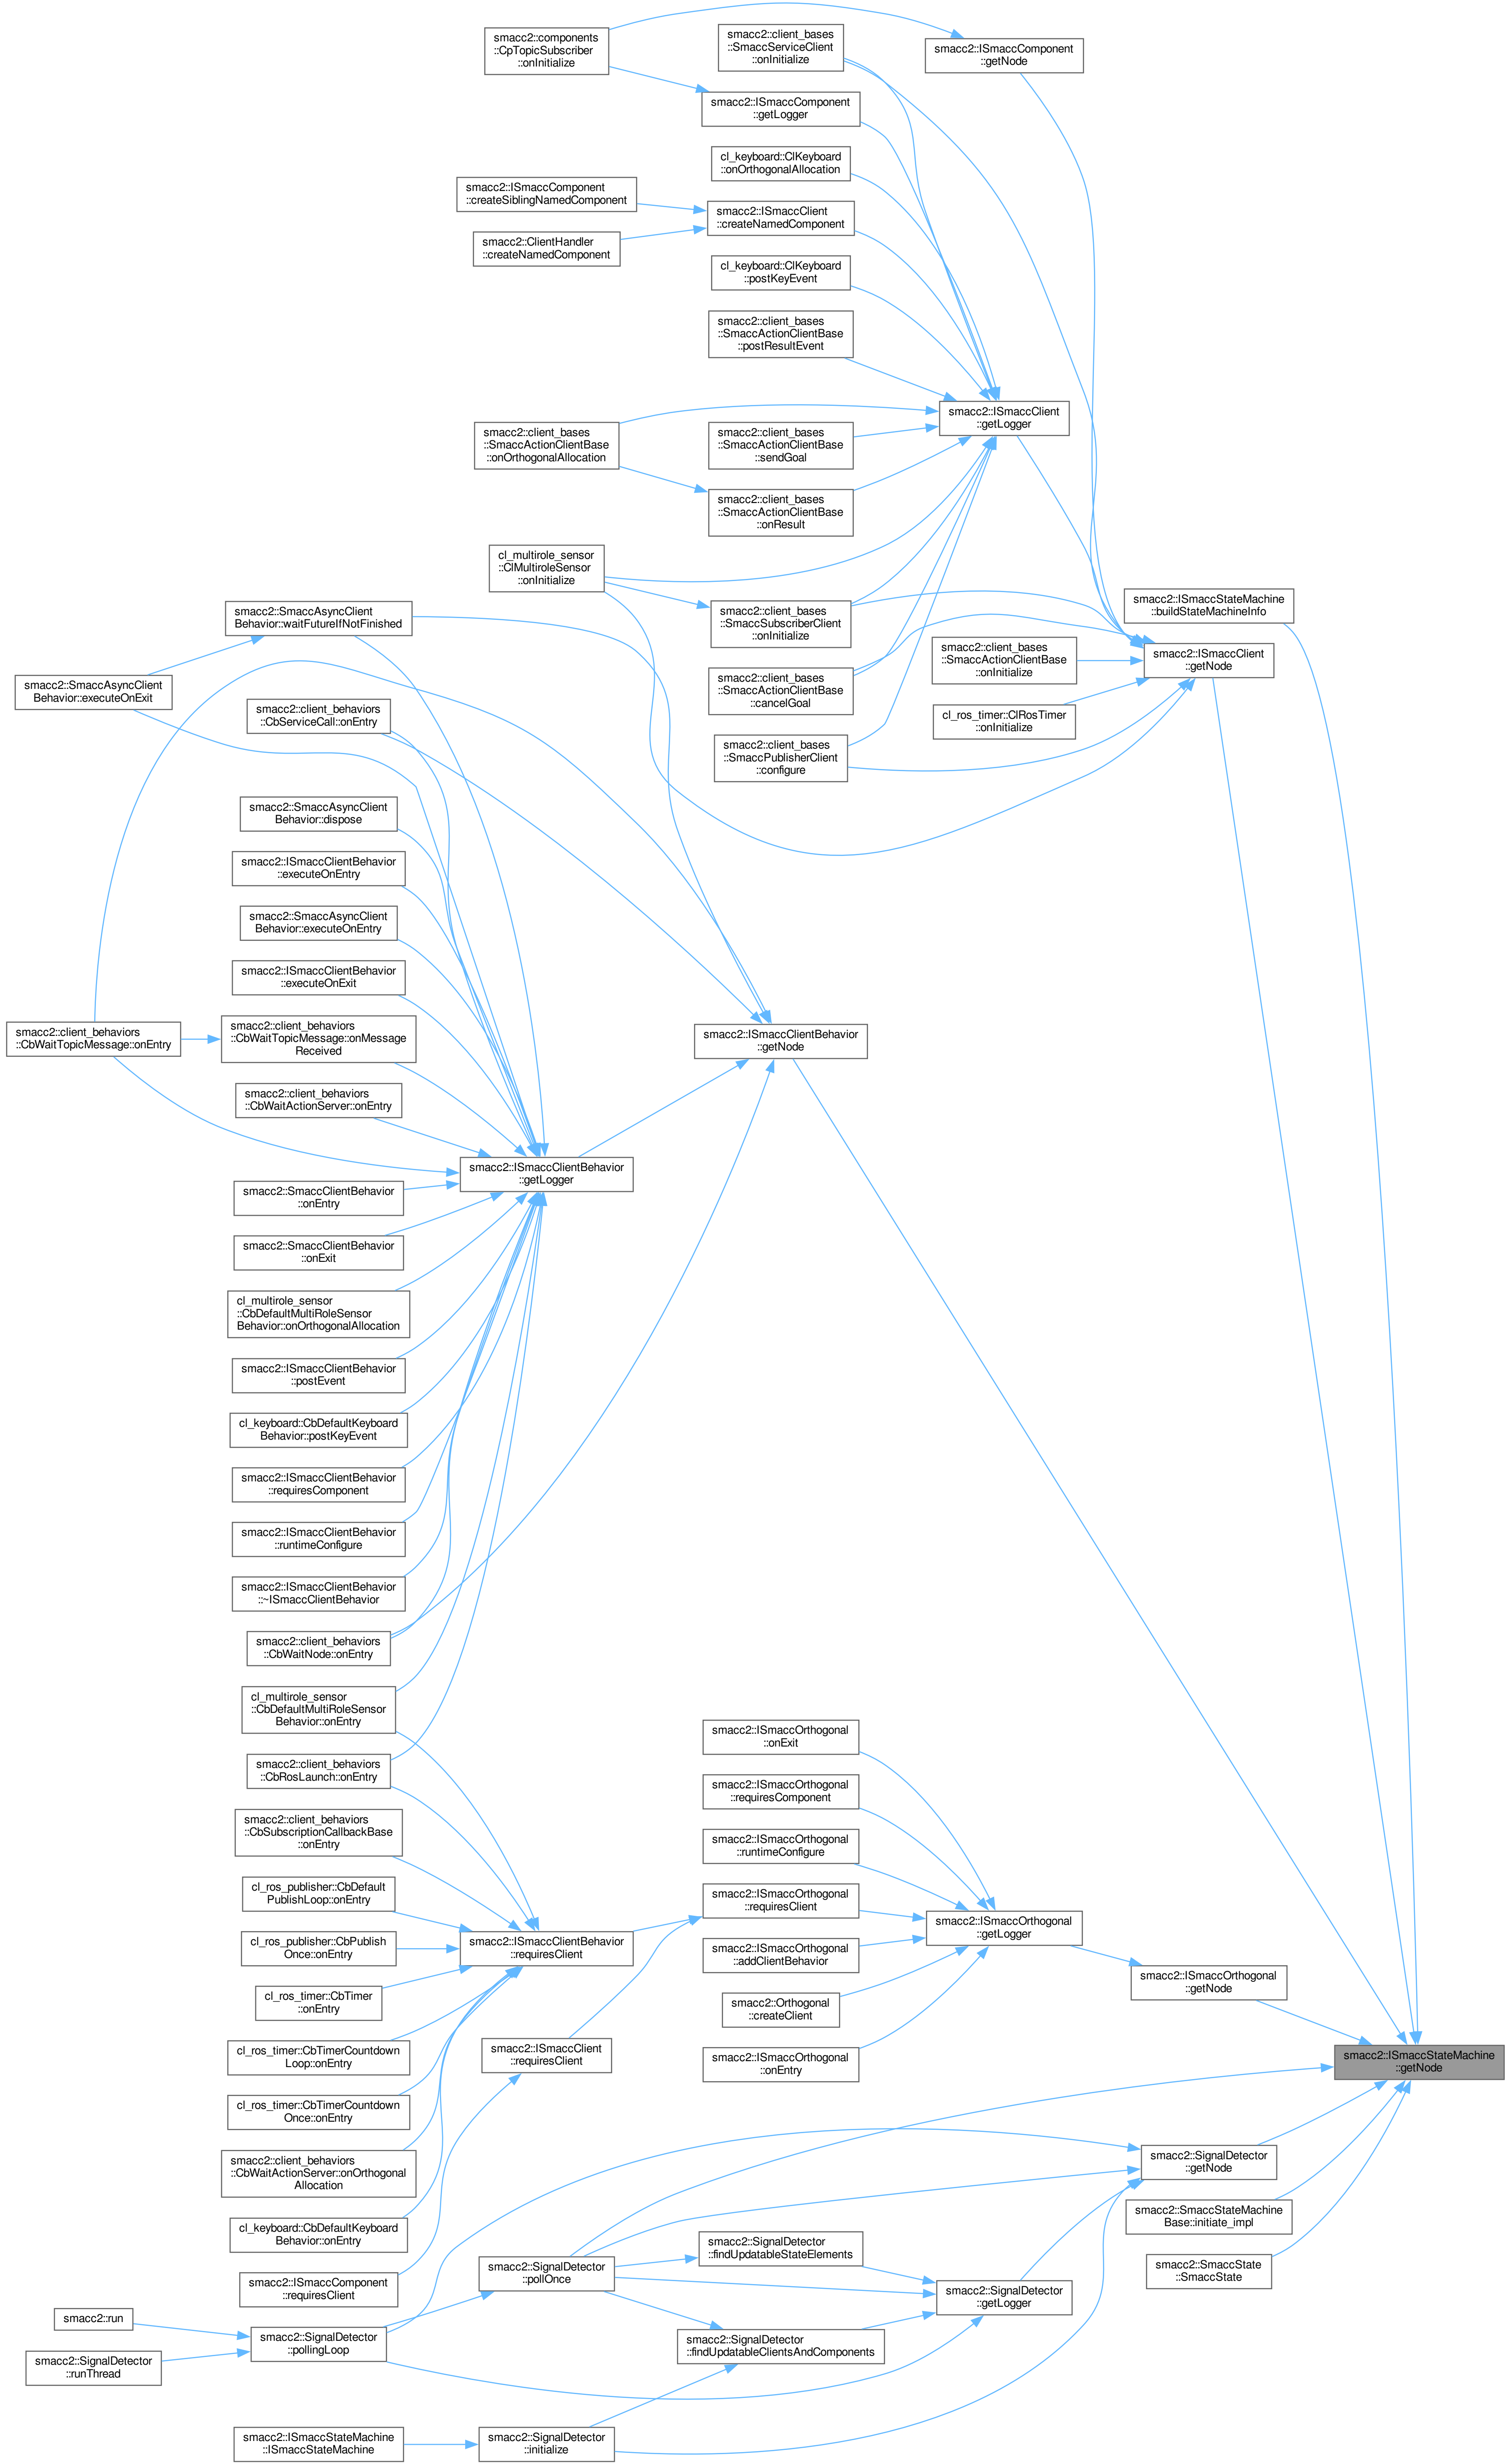 smacc2::components
::CpTopicSubscriber
::onInitialize
smacc2::client_bases
::SmaccServiceClient
::onInitialize
smacc2::ISmaccComponent
::getNode
smacc2::ISmaccComponent
::getLogger
cl_keyboard::ClKeyboard
::onOrthogonalAllocation
smacc2::ISmaccComponent
::createSiblingNamedComponent
smacc2::ISmaccClient
::createNamedComponent
smacc2::ClientHandler
::createNamedComponent
cl_keyboard::ClKeyboard
::postKeyEvent
smacc2::client_bases
::SmaccActionClientBase
::postResultEvent
smacc2::ISmaccClient
::getLogger
smacc2::client_bases
::SmaccActionClientBase
::onOrthogonalAllocation
smacc2::client_bases
::SmaccActionClientBase
::sendGoal
smacc2::client_bases
::SmaccActionClientBase
::onResult
cl_multirole_sensor
::ClMultiroleSensor
::onInitialize
smacc2::ISmaccStateMachine
::buildStateMachineInfo
smacc2::SmaccAsyncClient
Behavior::waitFutureIfNotFinished
smacc2::client_bases
::SmaccSubscriberClient
::onInitialize
smacc2::client_bases
::SmaccActionClientBase
::onInitialize
smacc2::ISmaccClient
::getNode
smacc2::SmaccAsyncClient
Behavior::executeOnExit
smacc2::client_bases
::SmaccActionClientBase
::cancelGoal
smacc2::client_behaviors
::CbServiceCall::onEntry
cl_ros_timer::ClRosTimer
::onInitialize
smacc2::client_bases
::SmaccPublisherClient
::configure
smacc2::SmaccAsyncClient
Behavior::dispose
smacc2::ISmaccClientBehavior
::executeOnEntry
smacc2::SmaccAsyncClient
Behavior::executeOnEntry
smacc2::ISmaccClientBehavior
::executeOnExit
smacc2::client_behaviors
::CbWaitTopicMessage::onEntry
smacc2::client_behaviors
::CbWaitTopicMessage::onMessage
Received
smacc2::ISmaccClientBehavior
::getNode
smacc2::client_behaviors
::CbWaitActionServer::onEntry
smacc2::ISmaccClientBehavior
::getLogger
smacc2::SmaccClientBehavior
::onEntry
smacc2::SmaccClientBehavior
::onExit
cl_multirole_sensor
::CbDefaultMultiRoleSensor
Behavior::onOrthogonalAllocation
smacc2::ISmaccClientBehavior
::postEvent
cl_keyboard::CbDefaultKeyboard
Behavior::postKeyEvent
smacc2::ISmaccClientBehavior
::requiresComponent
smacc2::ISmaccClientBehavior
::runtimeConfigure
smacc2::ISmaccClientBehavior
::~ISmaccClientBehavior
smacc2::client_behaviors
::CbWaitNode::onEntry
cl_multirole_sensor
::CbDefaultMultiRoleSensor
Behavior::onEntry
smacc2::ISmaccOrthogonal
::onExit
smacc2::client_behaviors
::CbRosLaunch::onEntry
smacc2::ISmaccOrthogonal
::requiresComponent
smacc2::client_behaviors
::CbSubscriptionCallbackBase
::onEntry
smacc2::ISmaccOrthogonal
::runtimeConfigure
cl_ros_publisher::CbDefault
PublishLoop::onEntry
smacc2::ISmaccOrthogonal
::requiresClient
smacc2::ISmaccOrthogonal
::getLogger
cl_ros_publisher::CbPublish
Once::onEntry
smacc2::ISmaccClientBehavior
::requiresClient
smacc2::ISmaccOrthogonal
::addClientBehavior
smacc2::ISmaccOrthogonal
::getNode
cl_ros_timer::CbTimer
::onEntry
smacc2::Orthogonal
::createClient
cl_ros_timer::CbTimerCountdown
Loop::onEntry
smacc2::ISmaccClient
::requiresClient
smacc2::ISmaccOrthogonal
::onEntry
smacc2::ISmaccStateMachine
::getNode
cl_ros_timer::CbTimerCountdown
Once::onEntry
smacc2::client_behaviors
::CbWaitActionServer::onOrthogonal
Allocation
smacc2::SignalDetector
::getNode
cl_keyboard::CbDefaultKeyboard
Behavior::onEntry
smacc2::SmaccStateMachine
Base::initiate_impl
smacc2::SignalDetector
::findUpdatableStateElements
smacc2::ISmaccComponent
::requiresClient
smacc2::SignalDetector
::pollOnce
smacc2::SmaccState
::SmaccState
smacc2::SignalDetector
::getLogger
smacc2::run
smacc2::SignalDetector
::pollingLoop
smacc2::SignalDetector
::findUpdatableClientsAndComponents
smacc2::SignalDetector
::runThread
smacc2::ISmaccStateMachine
::ISmaccStateMachine
smacc2::SignalDetector
::initialize